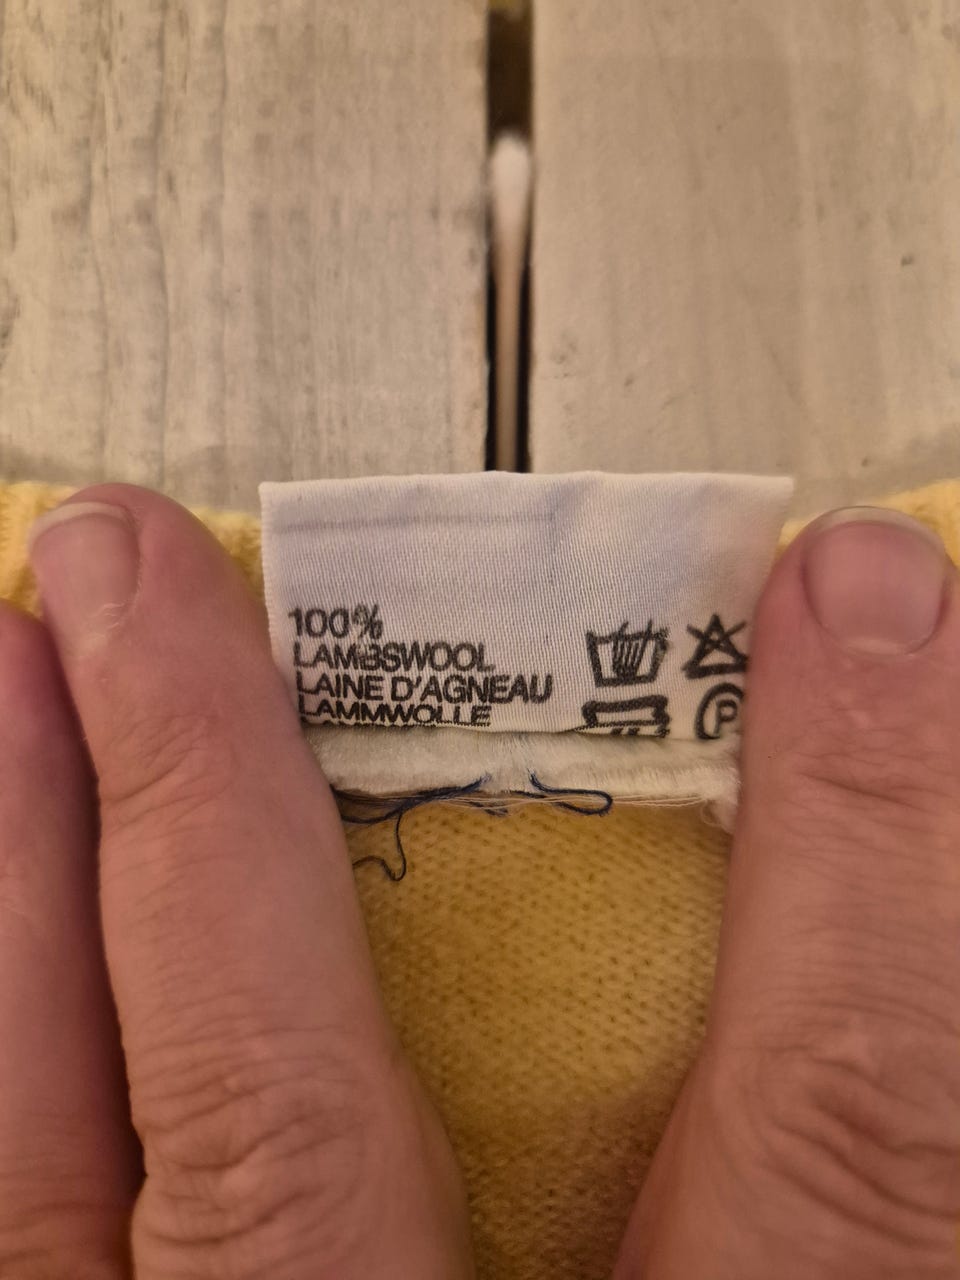 100%
LAMBSWOOL
LAINE D'AGNEAU
LAMMWOLLE
P